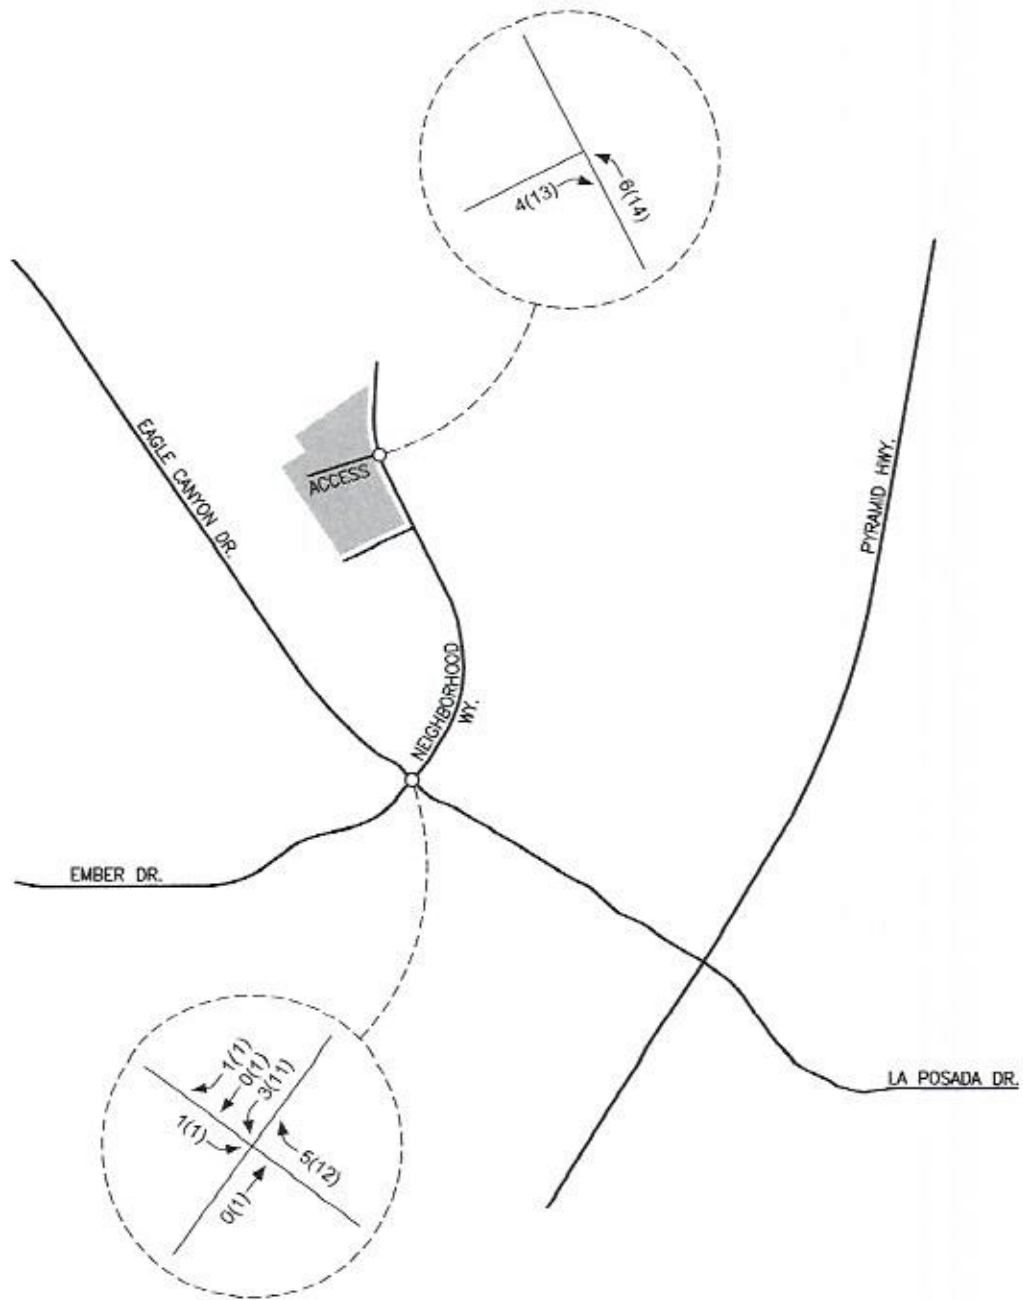 4(13)
6(14)
EAGLE CANYON DR.
ACCESS
PYRAMID HWY.
NEIGHBORHOOD
WY.
EMBER DR.
LA POSADA DR.
1(1)
0(1)
3(11)
1(1)
5(12)
0(1)